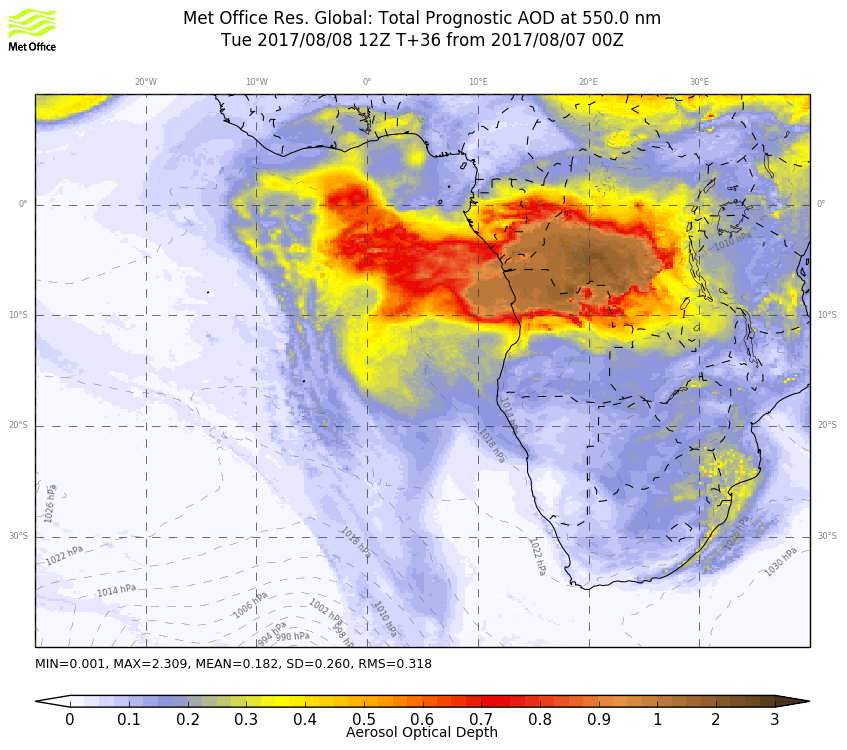 Met Office
Met Office Res. Global: Total Prognostic AOD at 550.0 nm
Tue 2017/08/08 12Z T+36 from 2017/08/07 00Z
20°W 10°W 0° 10°E 20°E 30°E
0° 0°
1010 hPa
10°S 10°S
1014 hPa
20°S 20°S
1018 hPa
1026 hPa
30°S 30°S
1018 hPa
1022 hPa
1022 hPa
1030 hPa
1014 hPa
1006 hPa
1002 hPa
1010 hPa
994 hPa
990 hPa
998 hPa
MIN=0.001, MAX=2.309, MEAN=0.182, SD=0.260, RMS=0.318
0 0.1 0.2 0.3 0.4 0.5 0.6 0.7 0.8 0.9 1 2 3
Aerosol Optical Depth